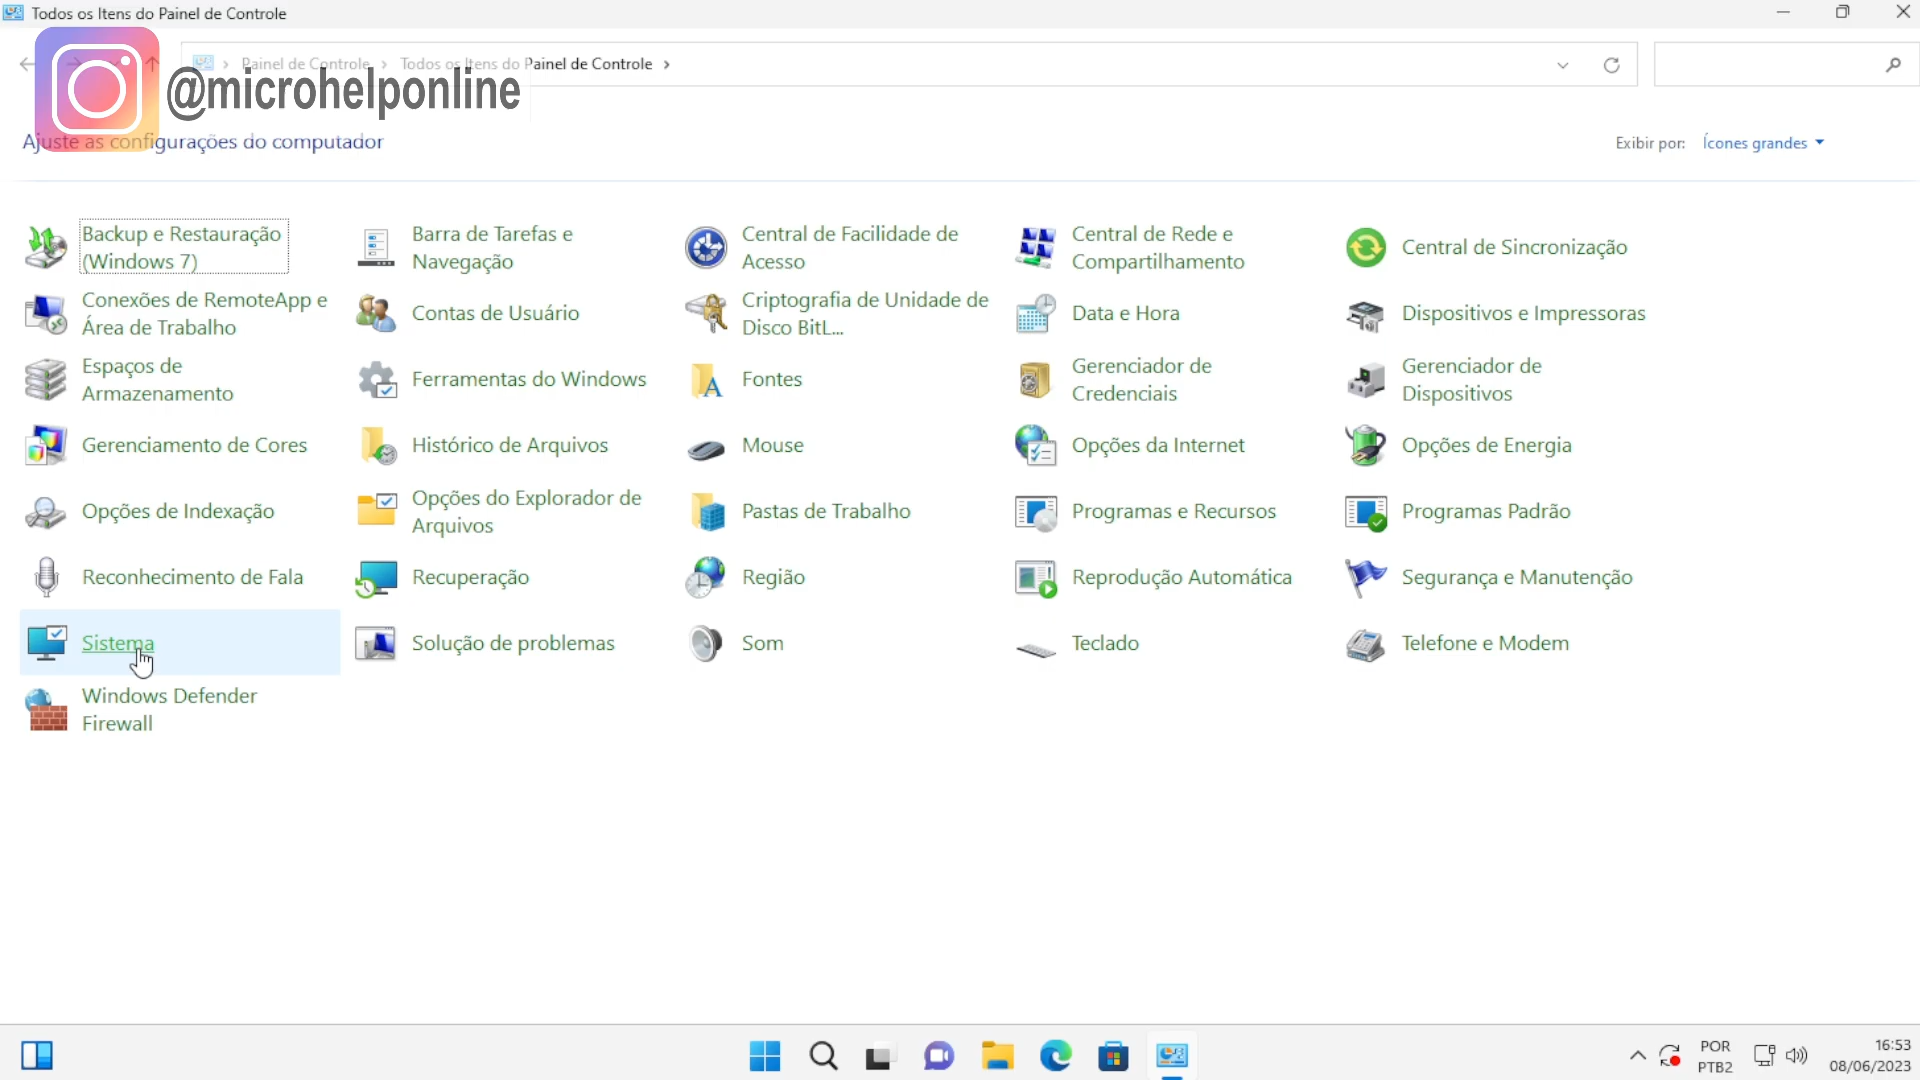 Todos os Itens do Painel de Controle
Painel de Controle > Todos os Itens do Painel de Controle >
@microhelponline
Ajuste as configurações do computador
Exibir por: Ícones grandes
Backup e Restauração
(Windows 7)
Barra de Tarefas e
Navegação
Central de Facilidade de
Acesso
Central de Rede e
Compartilhamento
Central de Sincronização
Conexões de RemoteApp e
Área de Trabalho
Contas de Usuário
Criptografia de Unidade de
Disco BitL...
Data e Hora
Dispositivos e Impressoras
Espaços de
Armazenamento
Ferramentas do Windows
Fontes
Gerenciador de
Credenciais
Gerenciador de
Dispositivos
Gerenciamento de Cores
Histórico de Arquivos
Mouse
Opções da Internet
Opções de Energia
Opções de Indexação
Opções do Explorador de
Arquivos
Pastas de Trabalho
Programas e Recursos
Programas Padrão
Reconhecimento de Fala
Recuperação
Região
Reprodução Automática
Segurança e Manutenção
Sistema
Solução de problemas
Som
Teclado
Telefone e Modem
Windows Defender
Firewall
POR
PTB2
16:53
08/06/2023